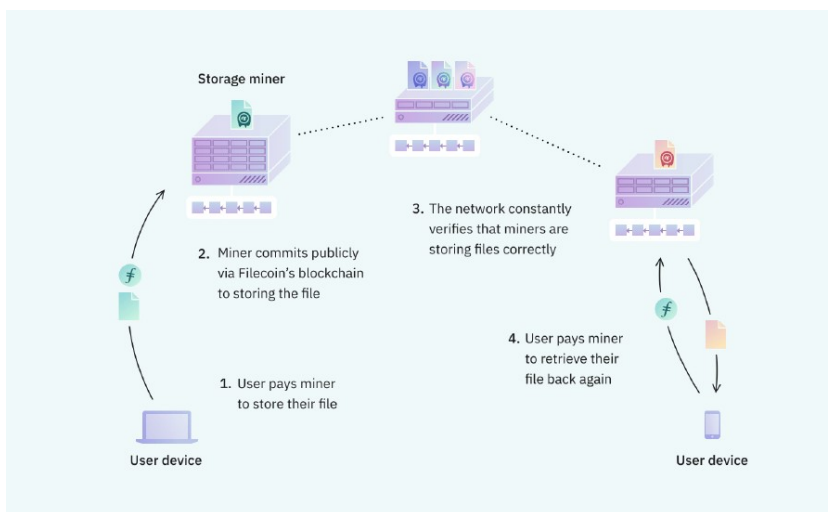 Storage miner
2. Miner commits publicly
via Filecoin's blockchain
to storing the file
3. The network constantly
verifies that miners are
storing files correctly
1. User pays miner
to store their file
User device
4. User pays miner
to retrieve their
file back again
User device